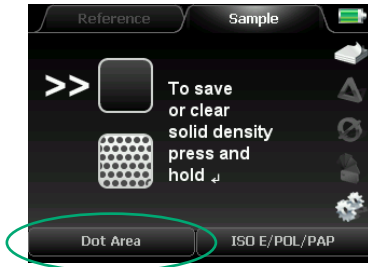 Reference Sample
>>
To save
or clear
solid density
press and
hold ↲
Dot Area ISO E/POL/PAP